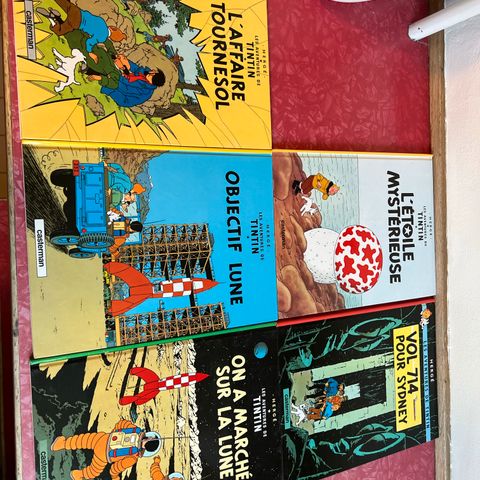 HERGÉ
LES AVENTURES DE
TINTIN
L'AFFAIRE
TOURNESOL
casterman
HERGÉ
LES AVENTURES DE
TINTIN
OBJECTIF LUNE
casterman
HERGÉ
LES AVENTURES DE
TINTIN
L'ÉTOILE
MYSTÉRIEUSE
HERGÉ
LES AVENTURES DE
TINTIN
ON A MARCHÉ
SUR LA LUNE
casterman
LES AVENTURES DE TINTIN
HERGÉ
VOL 714
POUR SYDNEY
casterman